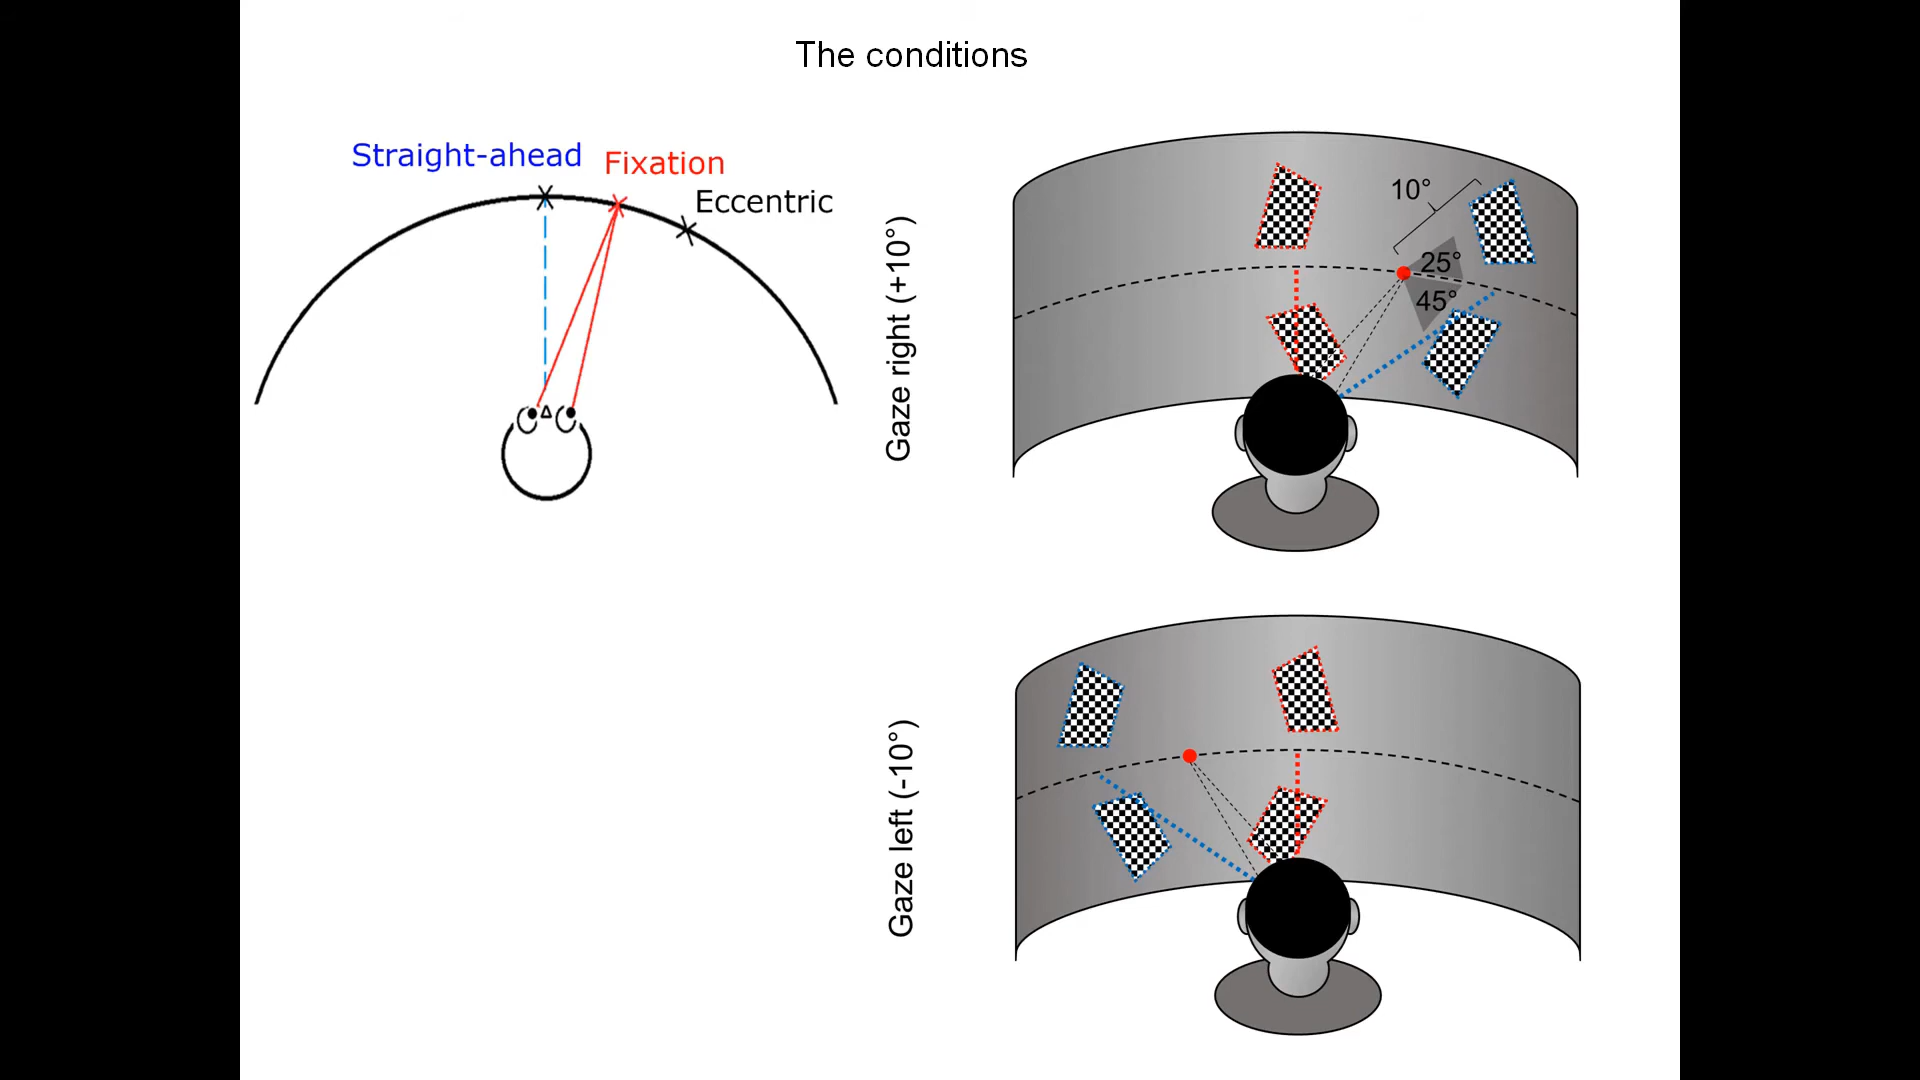 The conditions
Straight-ahead
Fixation
Eccentric
Gaze right (+10°)
10°
25°
45°
Gaze left (-10°)